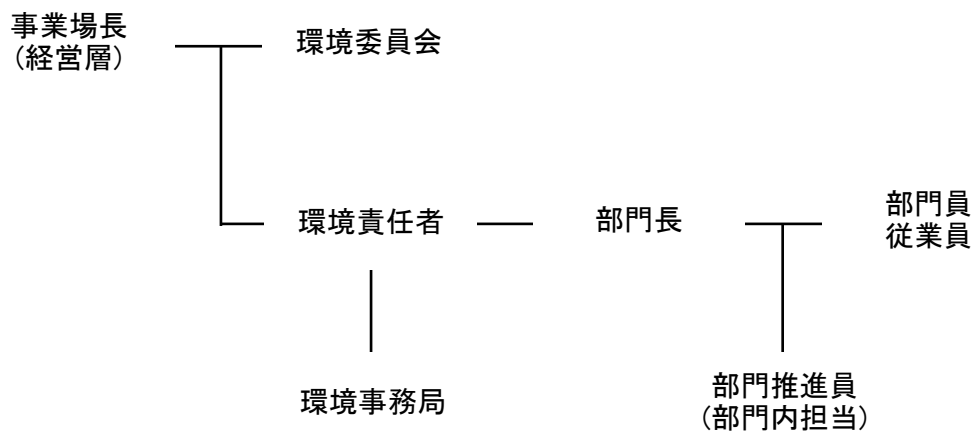 事業場長
（経営層）
環境委員会
環境責任者
部門長
部門員
従業員
環境事務局
部門推進員
（部門内担当）